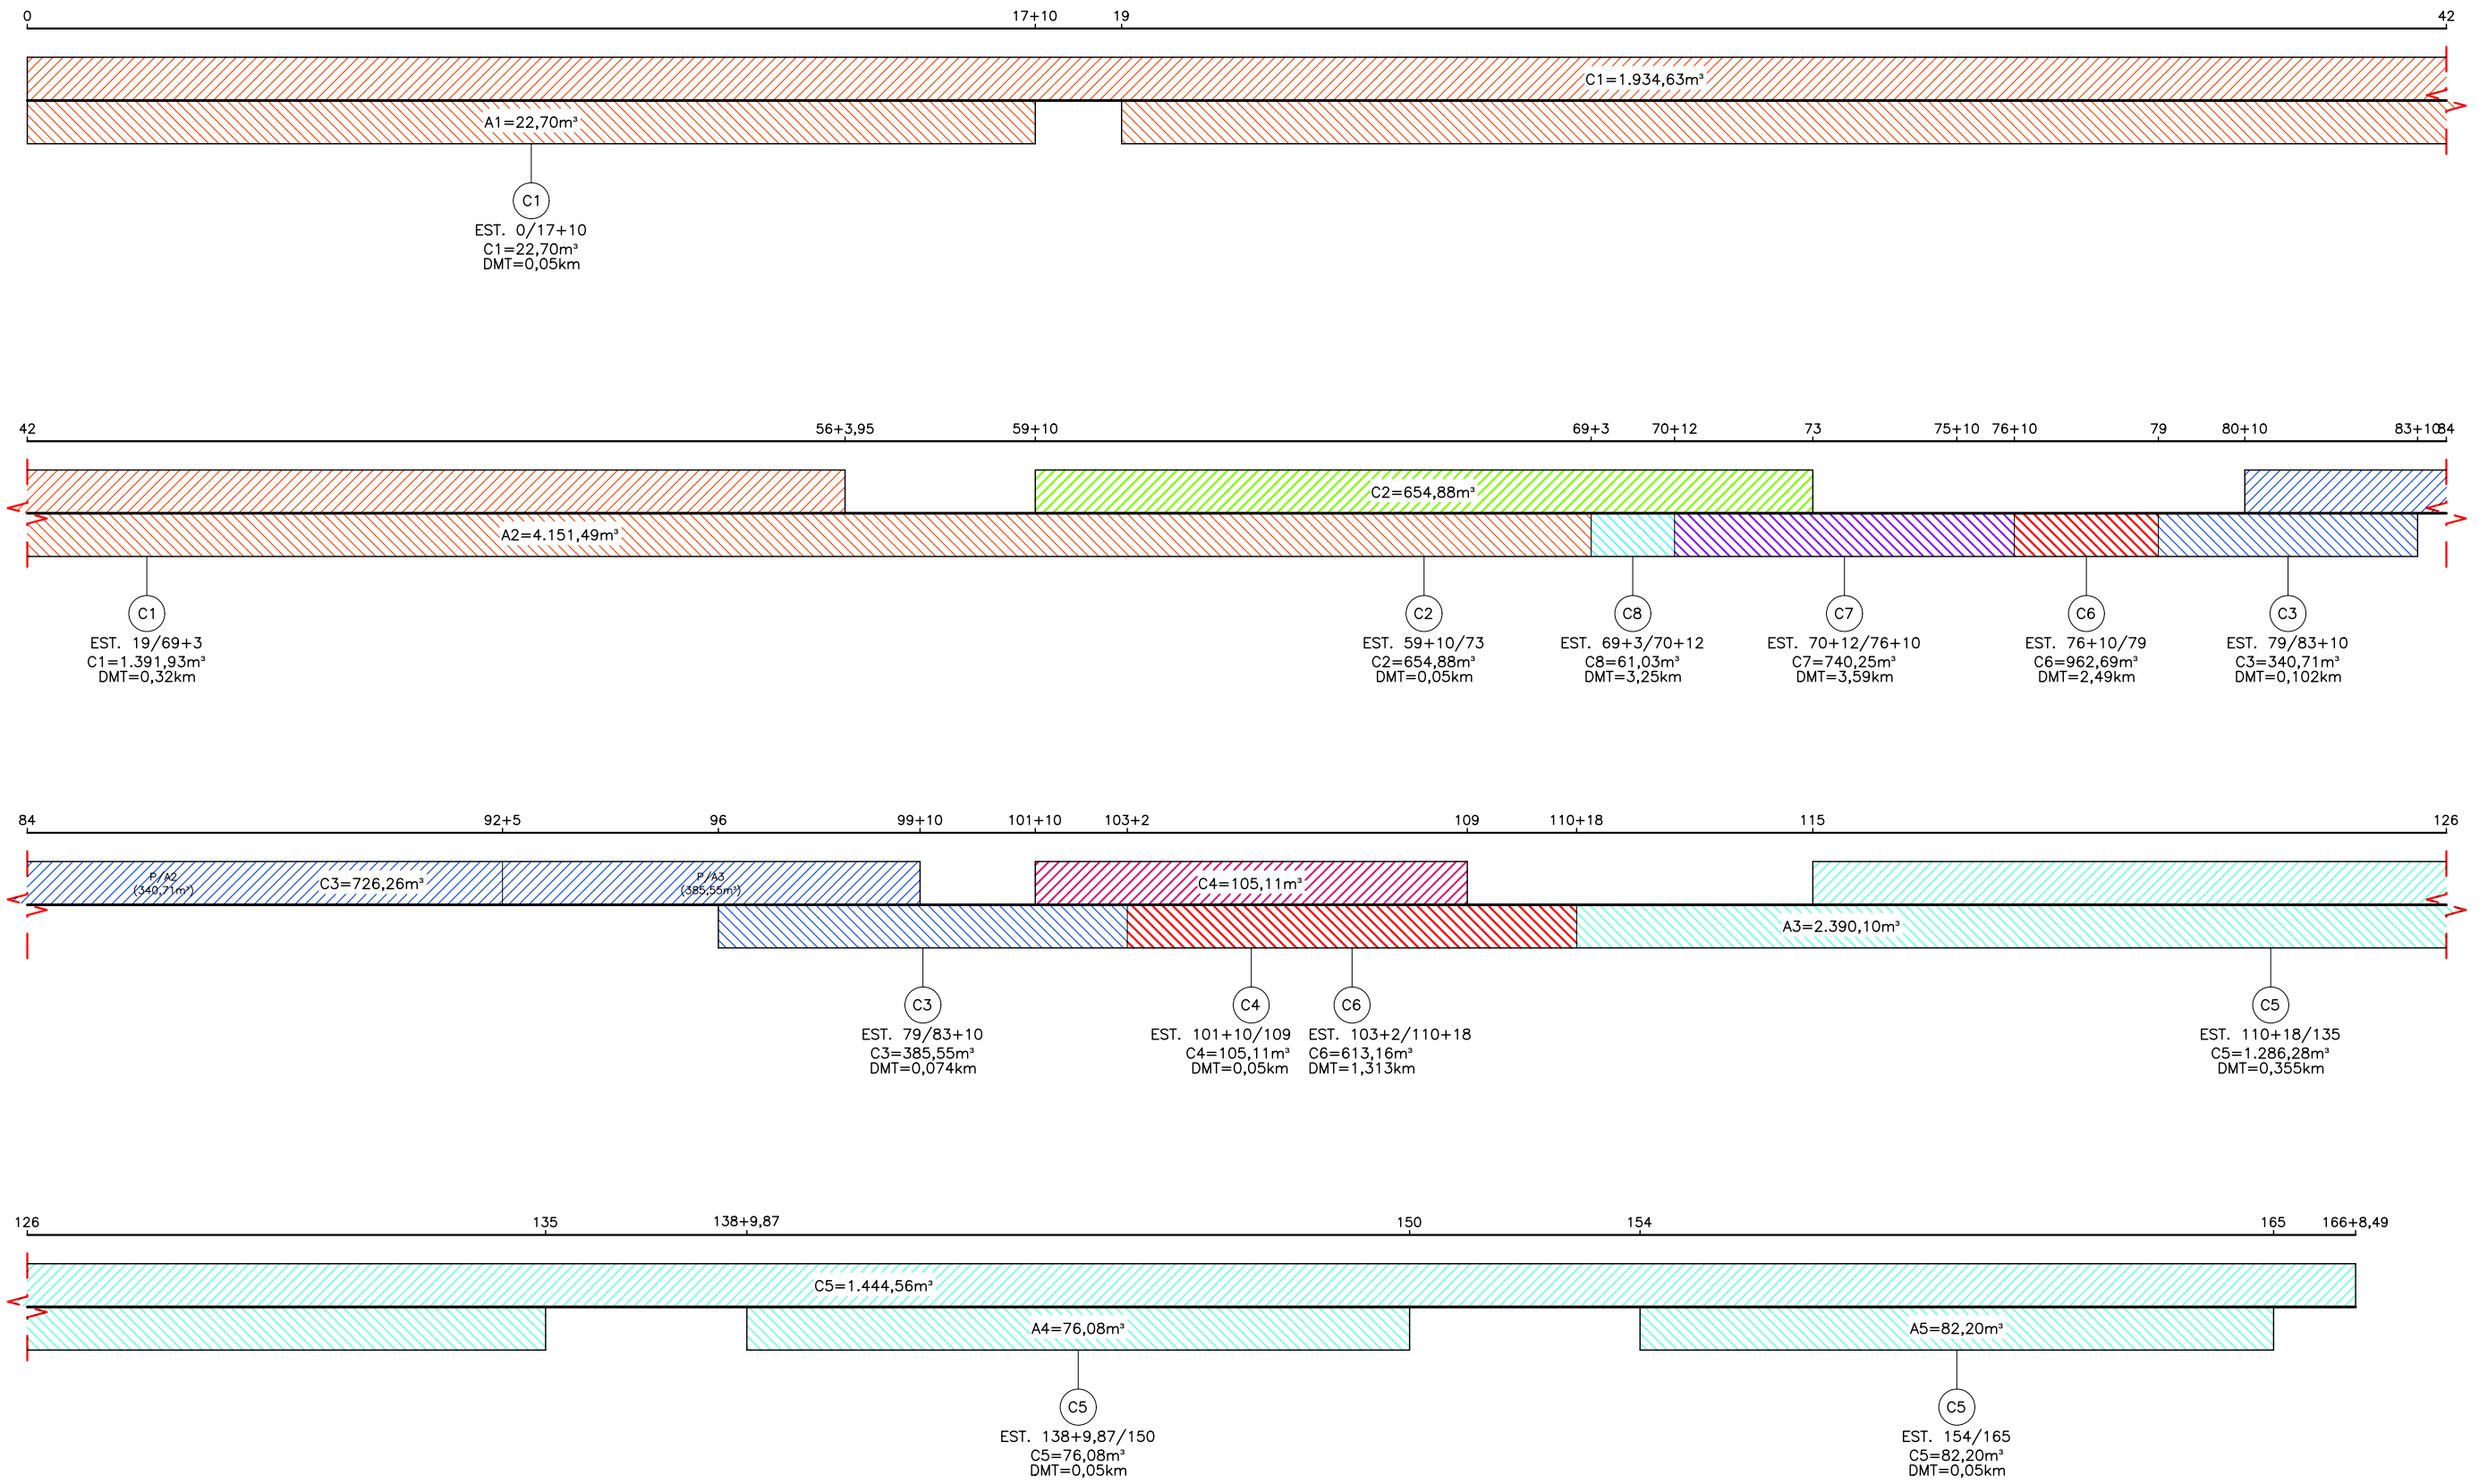 0 17+10 19 42
C1=1.934,63m³
A1=22,70m³
C1
EST. 0/17+10
C1=22,70m³
DMT=0,05km
42 56+3,95 59+10 69+3 70+12 73 75+10 76+10 79 80+10 83+10 84
C2=654,88m³
A2=4.151,49m³
C1
EST. 19/69+3
C1=1.391,93m³
DMT=0,32km
C2
EST. 59+10/73
C2=654,88m³
DMT=0,05km
C8
EST. 69+3/70+12
C8=61,03m³
DMT=3,25km
C7
EST. 70+12/76+10
C7=740,25m³
DMT=3,59km
C6
EST. 76+10/79
C6=962,69m³
DMT=2,49km
C3
EST. 79/83+10
C3=340,71m³
DMT=0,102km
84 92+5 96 99+10 101+10 103+2 109 110+18 115 126
P/A2
(340,71m³)
C3=726,26m³
P/A3
(385,55m³)
C4=105,11m³
A3=2.390,10m³
C3
EST. 79/83+10
C3=385,55m³
DMT=0,074km
C4
EST. 101+10/109
C4=105,11m³
DMT=0,05km
C6
EST. 103+2/110+18
C6=613,16m³
DMT=1,313km
C5
EST. 110+18/135
C5=1.286,28m³
DMT=0,355km
126 135 138+9,87 150 154 165 166+8,49
C5=1.444,56m³
A4=76,08m³
A5=82,20m³
C5
EST. 138+9,87/150
C5=76,08m³
DMT=0,05km
C5
EST. 154/165
C5=82,20m³
DMT=0,05km